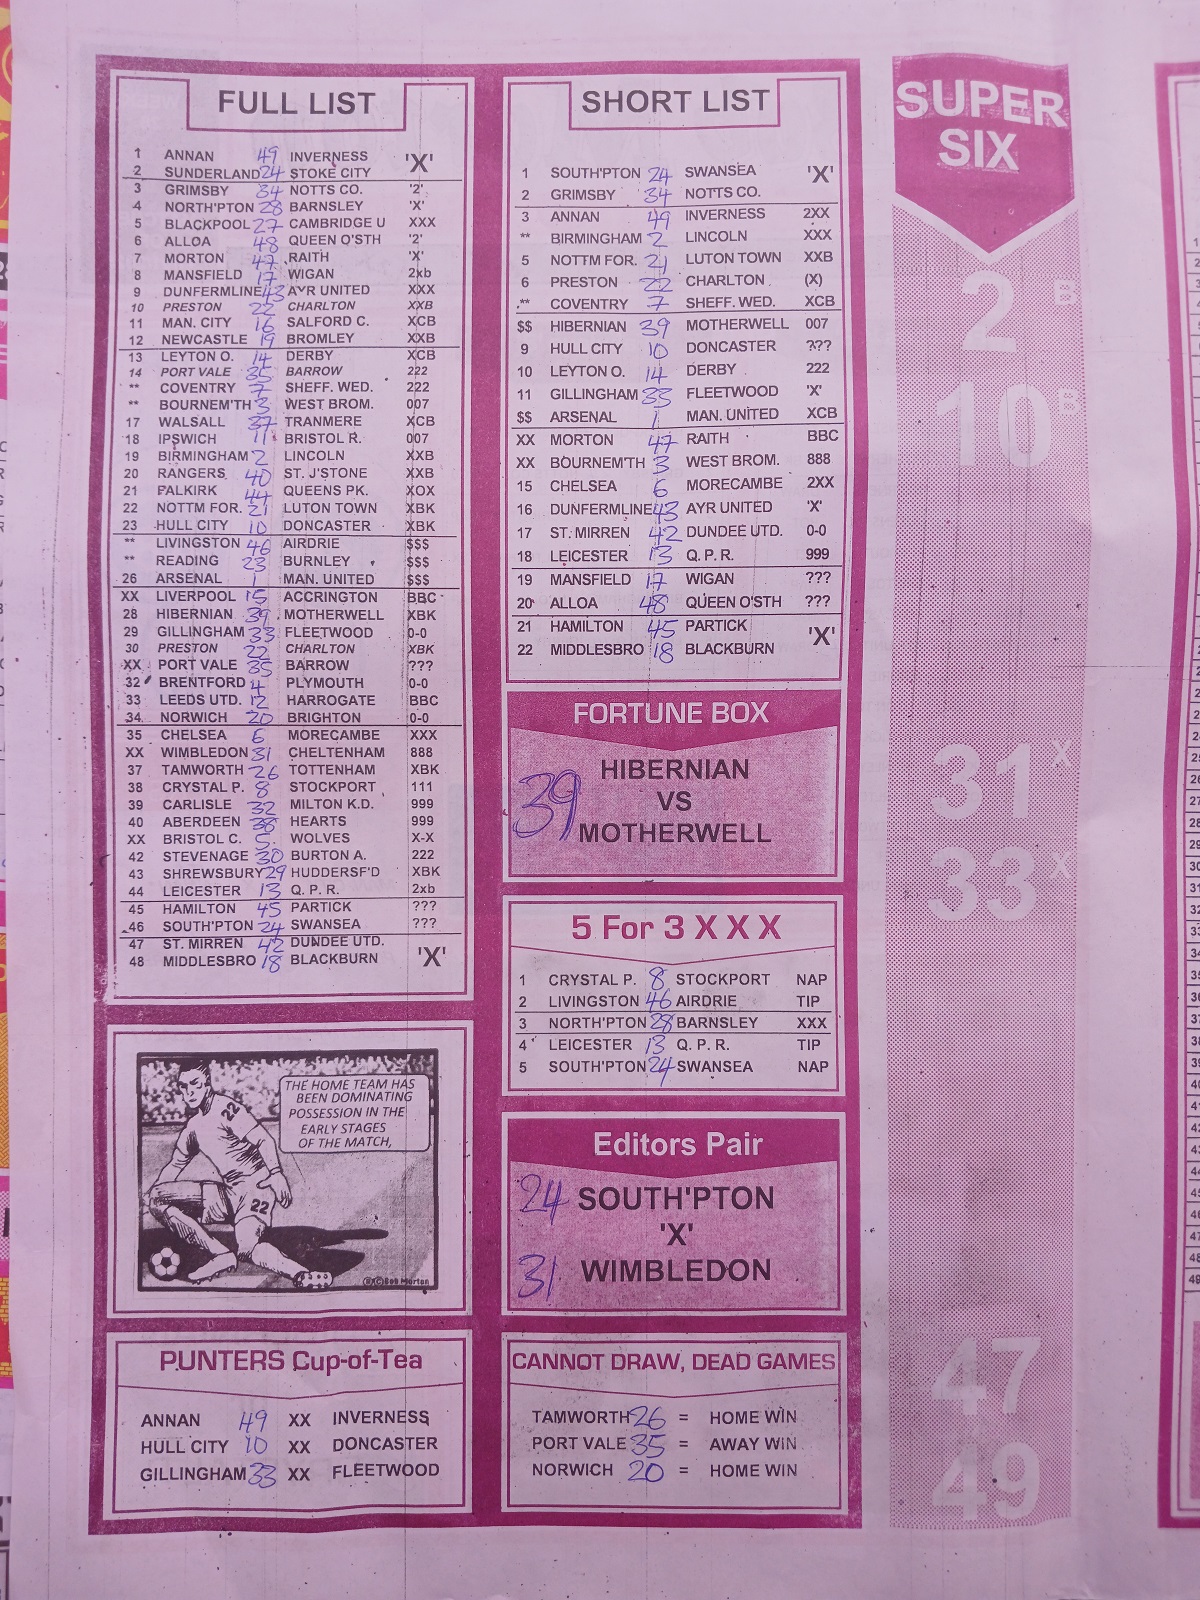 FULL LIST
1 ANNAN 49 INVERNESS 'X'
2 SUNDERLAND 24 STOKE CITY
3 GRIMSBY 34 NOTTS CO. '2'
4 NORTH'PTON 28 BARNSLEY 'X'
5 BLACKPOOL 27 CAMBRIDGE U XXX
6 ALLOA 48 QUEEN O'STH '2'
7 MORTON 47 RAITH 'X'
8 MANSFIELD 17 WIGAN 2xb
9 DUNFERMLINE 43 AYR UNITED XXX
10 PRESTON 22 CHARLTON XXB
11 MAN. CITY 16 SALFORD C. XCB
12 NEWCASTLE 19 BROMLEY XXB
13 LEYTON O. 14 DERBY XCB
14 PORT VALE 35 BARROW 222
** COVENTRY 7 SHEFF. WED. 222
** BOURNEM'TH 3 WEST BROM. 007
17 WALSALL 37 TRANMERE XCB
18 IPSWICH 11 BRISTOL R. 007
19 BIRMINGHAM 2 LINCOLN XXB
20 RANGERS 40 ST. J'STONE XXB
21 FALKIRK 44 QUEENS PK. XOX
22 NOTTM FOR. 21 LUTON TOWN XBK
23 HULL CITY 10 DONCASTER XBK
** LIVINGSTON 46 AIRDRIE $$$
** READING 23 BURNLEY $$$
26 ARSENAL 1 MAN. UNITED $$$
XX LIVERPOOL 15 ACCRINGTON BBC
28 HIBERNIAN 39 MOTHERWELL XBK
29 GILLINGHAM 33 FLEETWOOD 0-0
30 PRESTON 22 CHARLTON XBK
XX PORT VALE 35 BARROW ???
32 BRENTFORD 4 PLYMOUTH 0-0
33 LEEDS UTD. 12 HARROGATE BBC
34 NORWICH 20 BRIGHTON 0-0
35 CHELSEA 6 MORECAMBE XXX
XX WIMBLEDON 31 CHELTENHAM 888
37 TAMWORTH 26 TOTTENHAM XBK
38 CRYSTAL P. 8 STOCKPORT 111
39 CARLISLE 32 MILTON K.D. 999
40 ABERDEEN 38 HEARTS 999
XX BRISTOL C. 5 WOLVES X-X
42 STEVENAGE 30 BURTON A. 222
43 SHREWSBURY 29 HUDDERSF'D XBK
44 LEICESTER 13 Q. P. R. 2xb
45 HAMILTON 45 PARTICK ???
46 SOUTH'PTON 24 SWANSEA ???
47 ST. MIRREN 42 DUNDEE UTD. 'X'
48 MIDDLESBRO 18 BLACKBURN
THE HOME TEAM HAS
BEEN DOMINATING
POSSESSION IN THE
EARLY STAGES
OF THE MATCH,
22
22
PUNTERS Cup-of-Tea
ANNAN 49 XX INVERNESS
HULL CITY 10 XX DONCASTER
GILLINGHAM 33 XX FLEETWOOD
SHORT LIST
1 SOUTH'PTON 24 SWANSEA 'X'
2 GRIMSBY 34 NOTTS CO.
3 ANNAN 49 INVERNESS 2XX
** BIRMINGHAM 2 LINCOLN XXX
5 NOTTM FOR. 21 LUTON TOWN XXB
6 PRESTON 22 CHARLTON (X)
** COVENTRY 7 SHEFF. WED. XCB
$$ HIBERNIAN 39 MOTHERWELL 007
9 HULL CITY 10 DONCASTER ???
10 LEYTON O. 14 DERBY 222
11 GILLINGHAM 33 FLEETWOOD 'X'
$$ ARSENAL 1 MAN. UNITED XCB
XX MORTON 47 RAITH BBC
XX BOURNEM'TH 3 WEST BROM. 888
15 CHELSEA 6 MORECAMBE 2XX
16 DUNFERMLINE 43 AYR UNITED 'X'
17 ST. MIRREN 42 DUNDEE UTD. 0-0
18 LEICESTER 13 Q. P. R. 999
19 MANSFIELD 17 WIGAN ???
20 ALLOA 48 QUEEN O'STH ???
21 HAMILTON 45 PARTICK 'X'
22 MIDDLESBRO 18 BLACKBURN
FORTUNE BOX
HIBERNIAN
39 VS
MOTHERWELL
5 For 3 X X X
1 CRYSTAL P. 8 STOCKPORT NAP
2 LIVINGSTON 46 AIRDRIE TIP
3 NORTH'PTON 28 BARNSLEY XXX
4 LEICESTER 13 Q. P. R. TIP
5 SOUTH'PTON 24 SWANSEA NAP
Editors Pair
24 SOUTH'PTON
'X'
31 WIMBLEDON
CANNOT DRAW, DEAD GAMES
TAMWORTH 26 = HOME WIN
PORT VALE 35 = AWAY WIN
NORWICH 20 = HOME WIN
SUPER
SIX
2 B
10 B
31 X
33 X
47
49